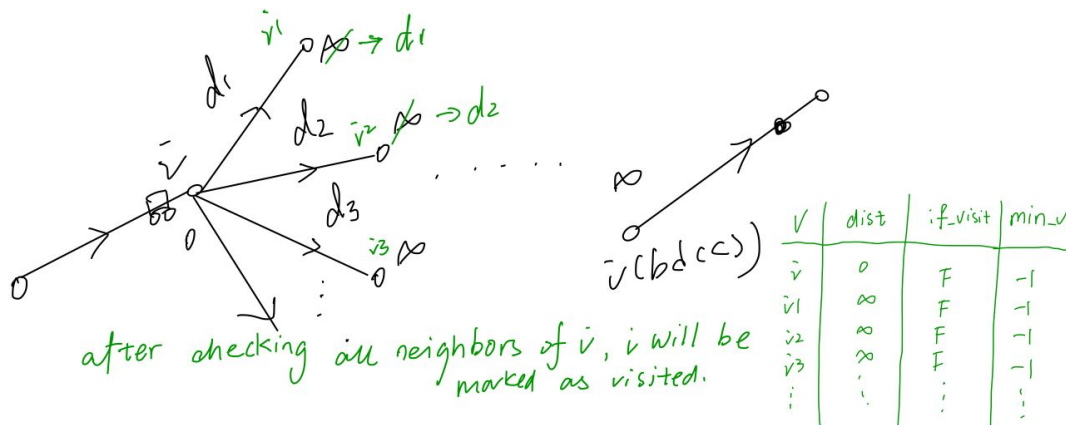 i1 ∞ → d1
d1
i2 ∞ → d2
d2
i
0
d3
i3 ∞
. . . . . .
∞
i(bd(c))
V dist if_visit min_v
i 0 F -1
i1 ∞ F -1
i2 ∞ F -1
i3 ∞ F -1
⋮ ⋮ ⋮ ⋮
after checking all neighbors of i, i will be
marked as visited.